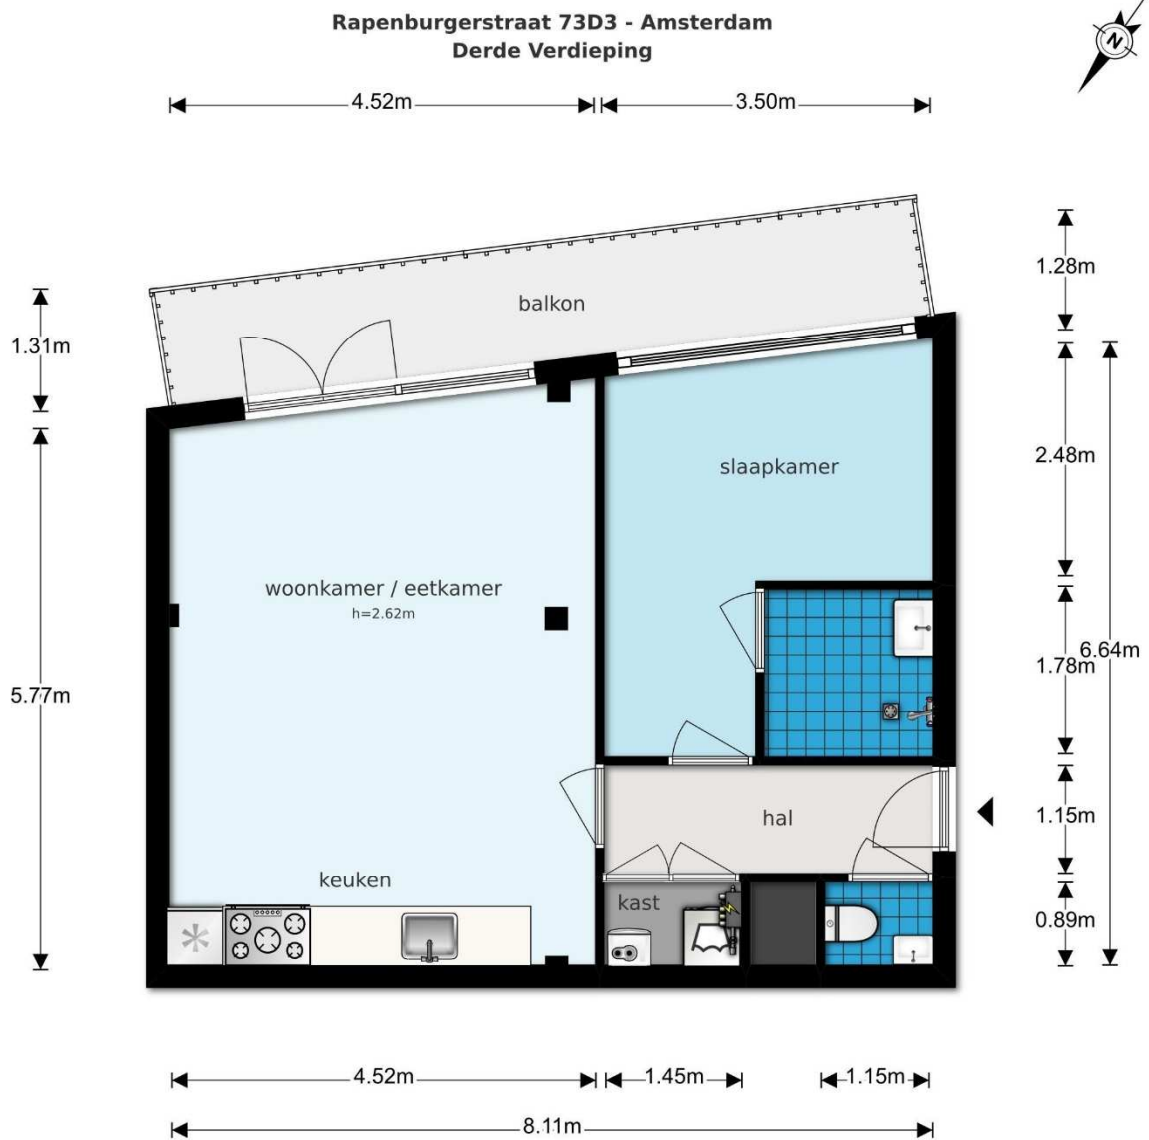 Rapenburgerstraat 73D3 - Amsterdam
Derde Verdieping
N
4.52m
3.50m
1.28m
balkon
1.31m
2.48m
slaapkamer
woonkamer / eetkamer
h=2.62m
6.64m
1.78m
5.77m
1.15m
hal
keuken
kast
0.89m
4.52m
1.45m
1.15m
8.11m